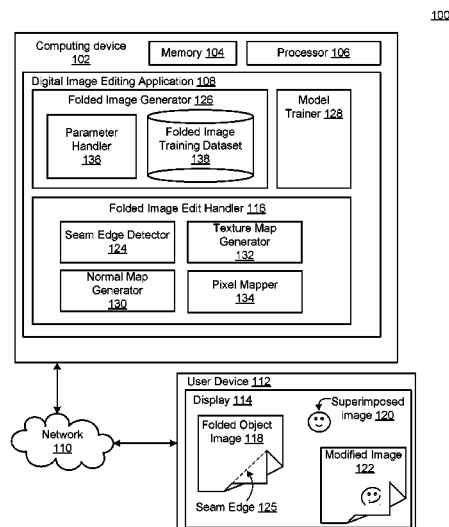 100
Computing device
102
Memory 104
Processor 106
Digital Image Editing Application 108
Folded Image Generator 126
Parameter
Handler
136
Folded Image
Training Dataset
138
Model
Trainer 128
Folded Image Edit Handler 116
Seam Edge Detector
124
Texture Map
Generator
132
Normal Map
Generator
130
Pixel Mapper
134
Network
110
User Device 112
Display 114
Folded Object
Image 118
Seam Edge 125
Superimposed
image 120
Modified Image
122